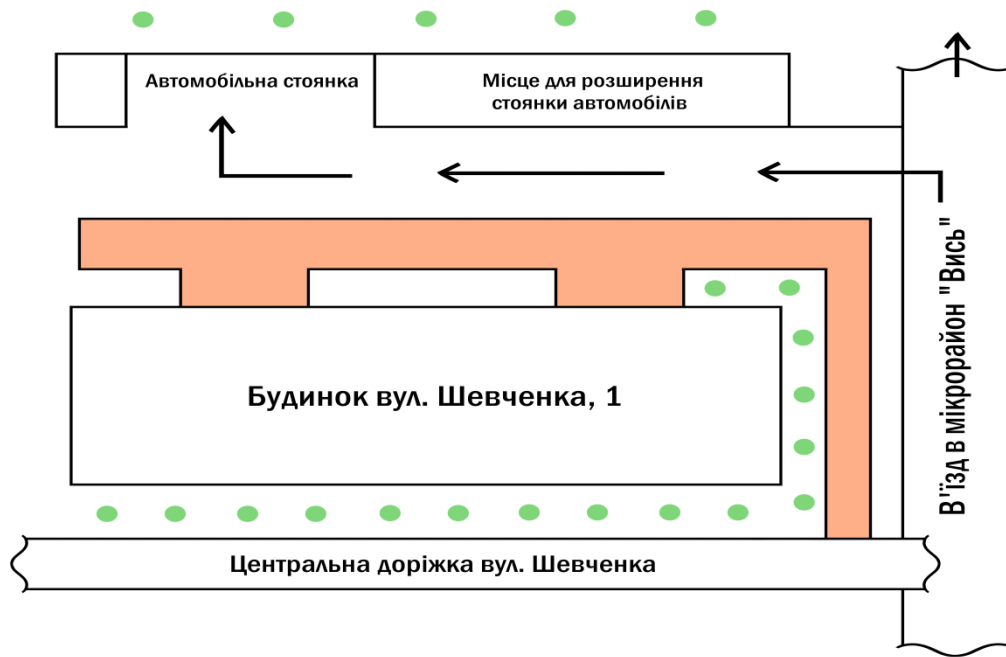 Автомобільна стоянка
Місце для розширення
стоянки автомобілів
Будинок вул. Шевченка, 1
Центральна доріжка вул. Шевченка
В'їзд в мікрорайон "Вись"